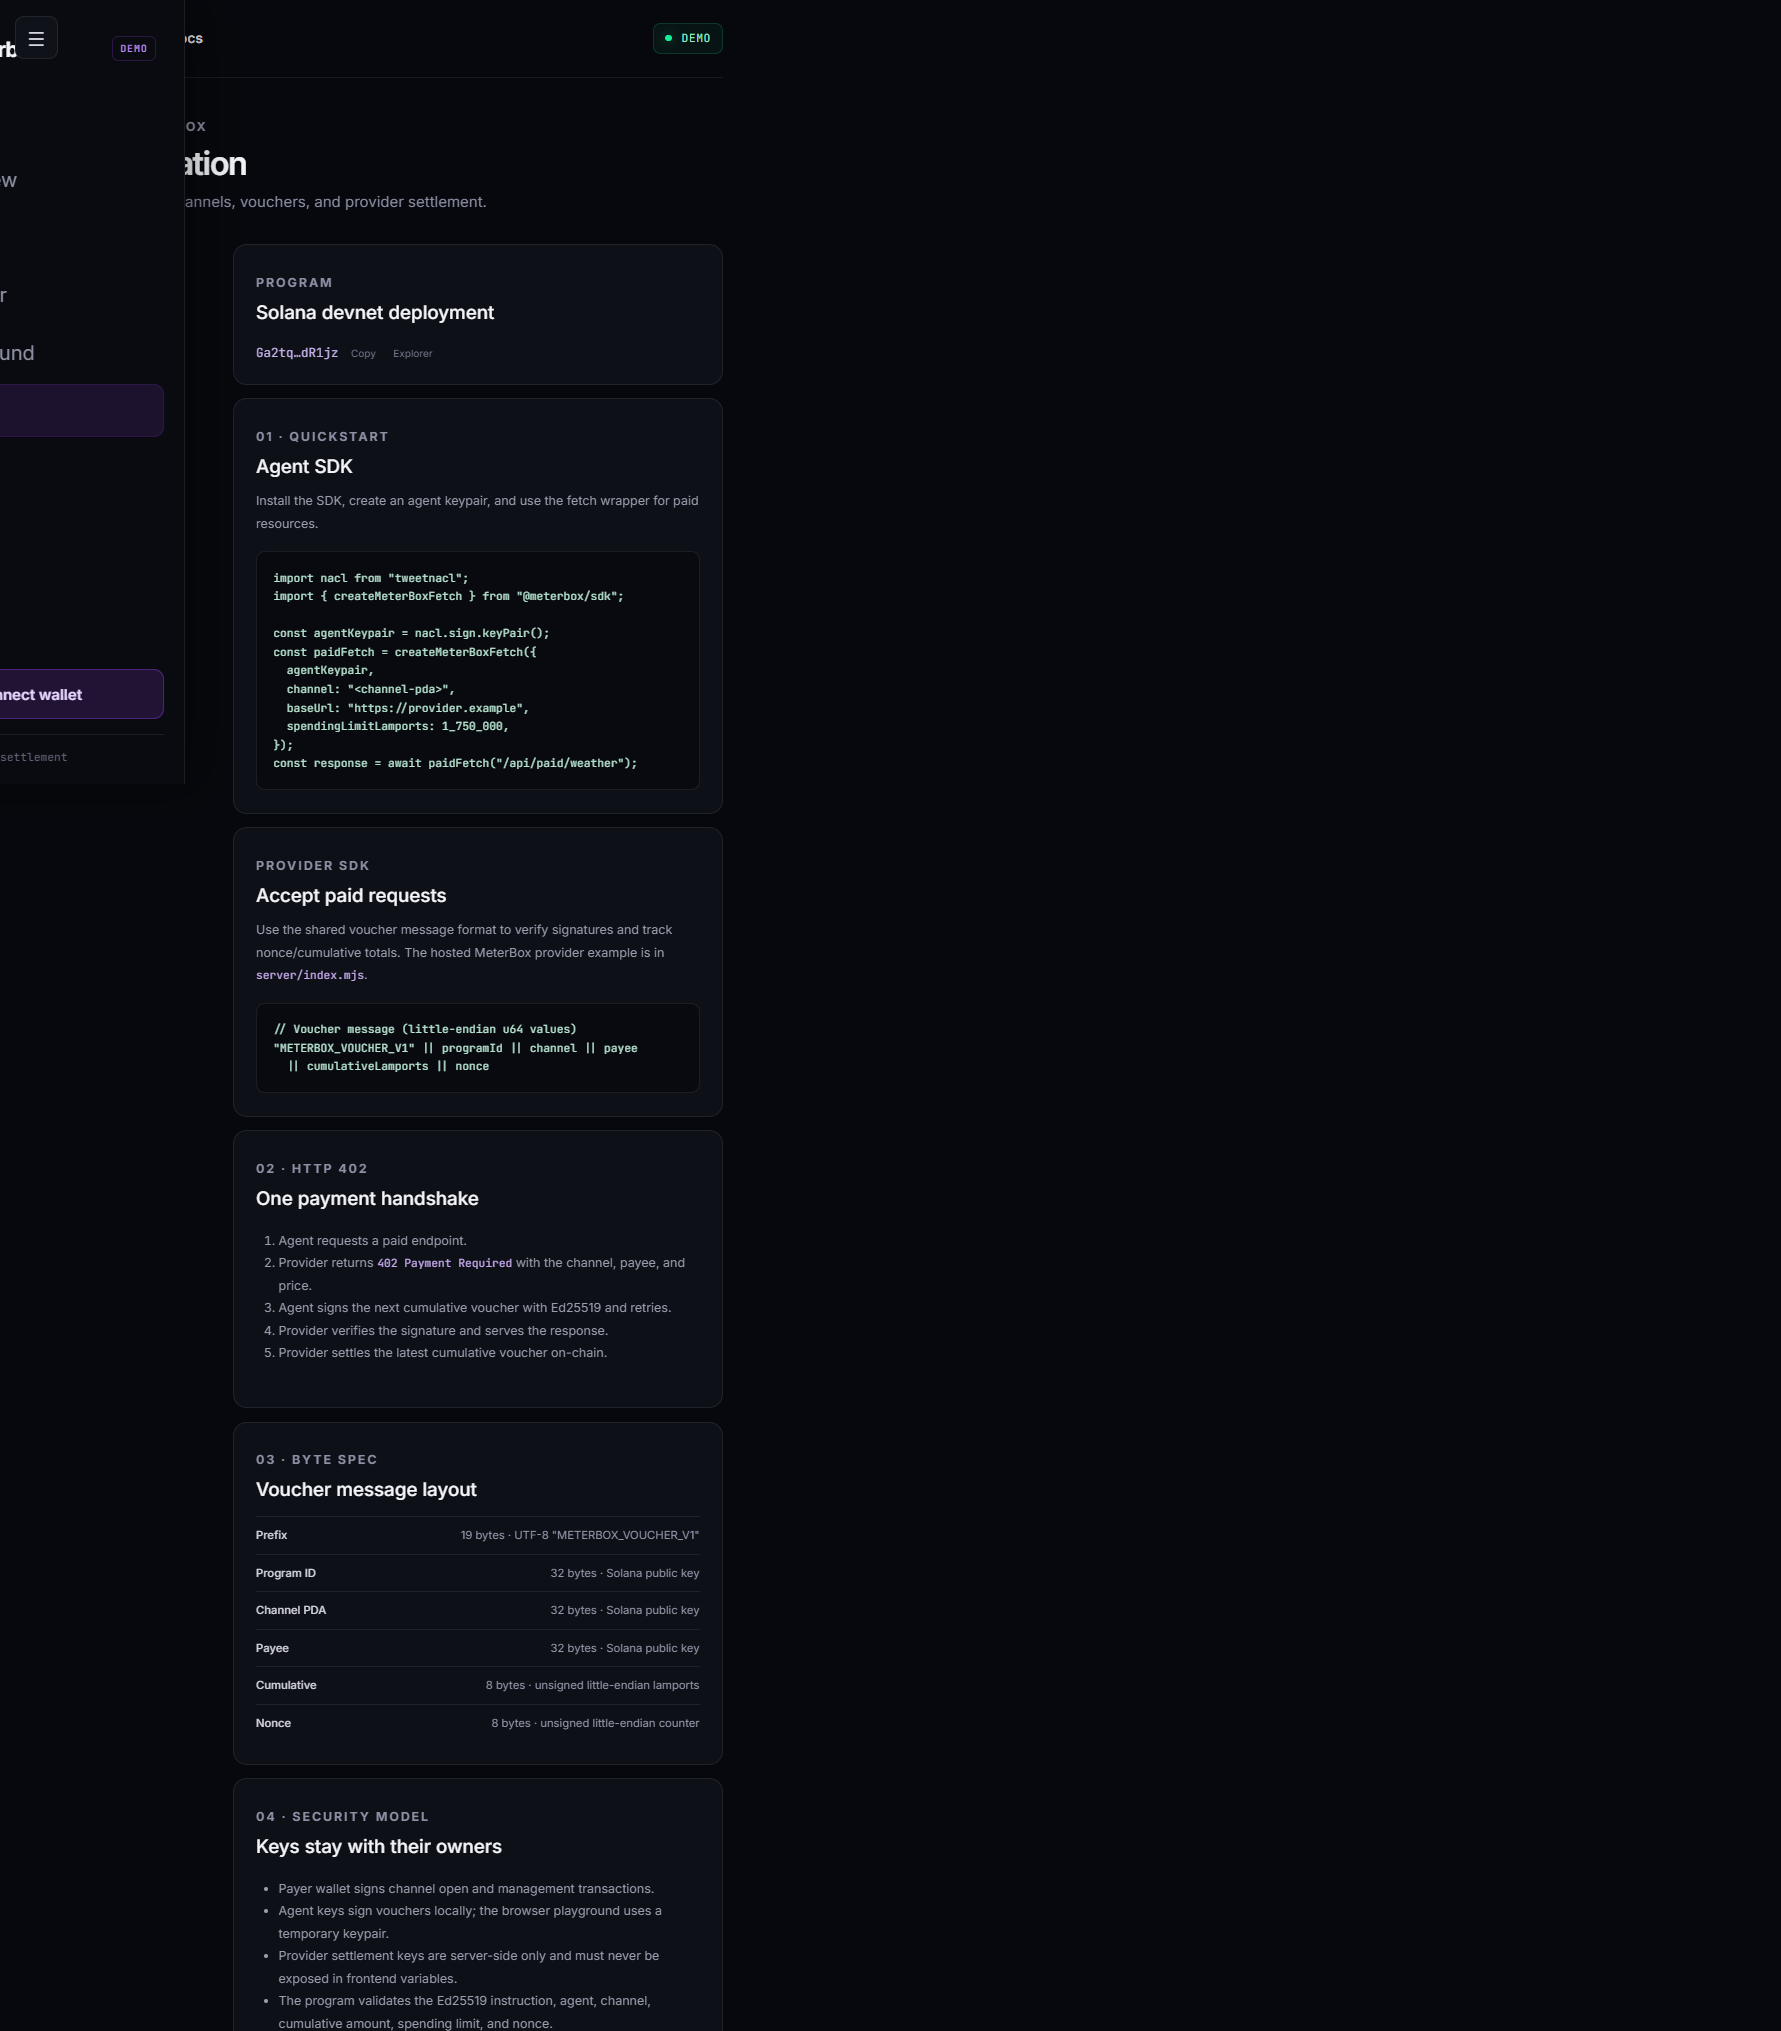 DEMO
DEMO
annels, vouchers, and provider settlement.
PROGRAM
Solana devnet deployment
Ga2tq…dR1jz Copy Explorer
01 · QUICKSTART
Agent SDK
Install the SDK, create an agent keypair, and use the fetch wrapper for paid
resources.
import nacl from "tweetnacl";
import { createMeterBoxFetch } from "@meterbox/sdk";
const agentKeypair = nacl.sign.keyPair();
const paidFetch = createMeterBoxFetch({
agentKeypair,
channel: "<channel-pda>",
baseUrl: "https://provider.example",
spendingLimitLamports: 1_750_000,
});
const response = await paidFetch("/api/paid/weather");
nnect wallet
settlement
PROVIDER SDK
Accept paid requests
Use the shared voucher message format to verify signatures and track
nonce/cumulative totals. The hosted MeterBox provider example is in
server/index.mjs.
// Voucher message (little-endian u64 values)
"METERBOX_VOUCHER_V1" || programId || channel || payee
|| cumulativeLamports || nonce
02 · HTTP 402
One payment handshake
1. Agent requests a paid endpoint.
2. Provider returns 402 Payment Required with the channel, payee, and
price.
3. Agent signs the next cumulative voucher with Ed25519 and retries.
4. Provider verifies the signature and serves the response.
5. Provider settles the latest cumulative voucher on-chain.
03 · BYTE SPEC
Voucher message layout
Prefix 19 bytes · UTF-8 "METERBOX_VOUCHER_V1"
Program ID 32 bytes · Solana public key
Channel PDA 32 bytes · Solana public key
Payee 32 bytes · Solana public key
Cumulative 8 bytes · unsigned little-endian lamports
Nonce 8 bytes · unsigned little-endian counter
04 · SECURITY MODEL
Keys stay with their owners
• Payer wallet signs channel open and management transactions.
• Agent keys sign vouchers locally; the browser playground uses a
temporary keypair.
• Provider settlement keys are server-side only and must never be
exposed in frontend variables.
• The program validates the Ed25519 instruction, agent, channel,
cumulative amount, spending limit, and nonce.